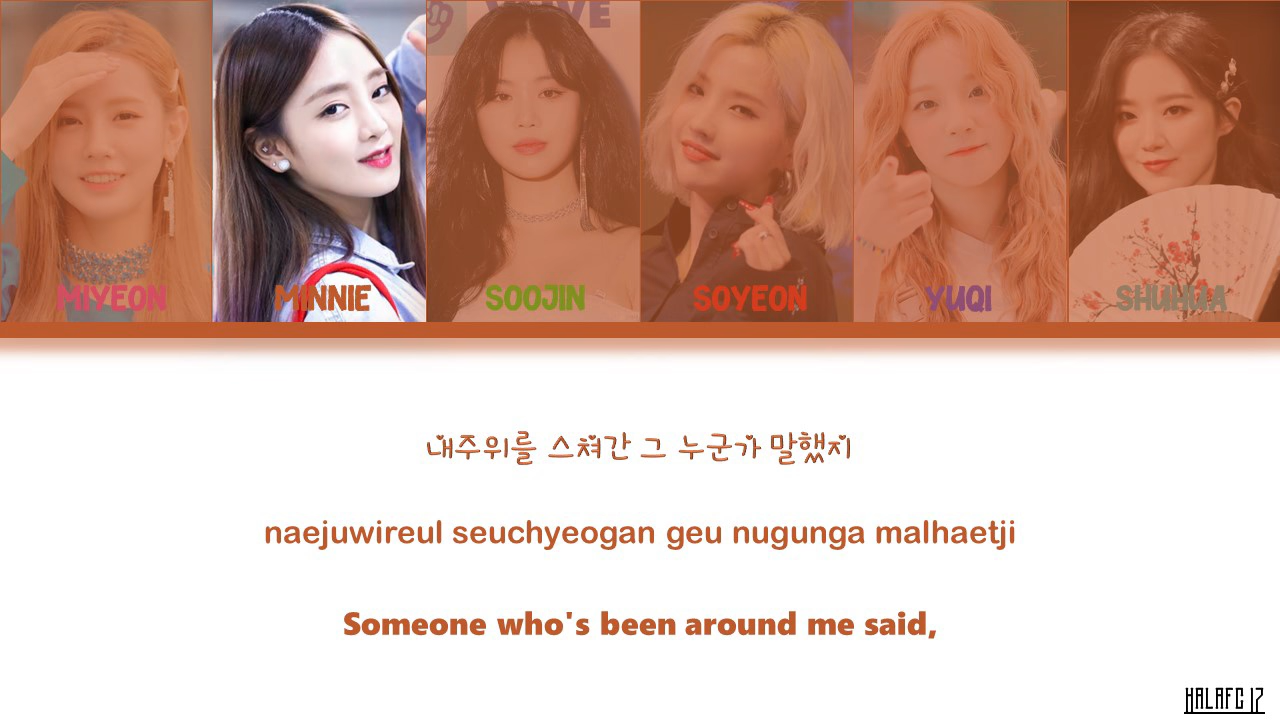 MIYEON
MINNIE
SOOJIN
SOYEON
YUQI
SHUHUA
내주위를 스쳐간 그 누군가 말했지
naejuwireul seuchyeogan geu nugunga malhaetji
Someone who's been around me said,
HALAFC 17